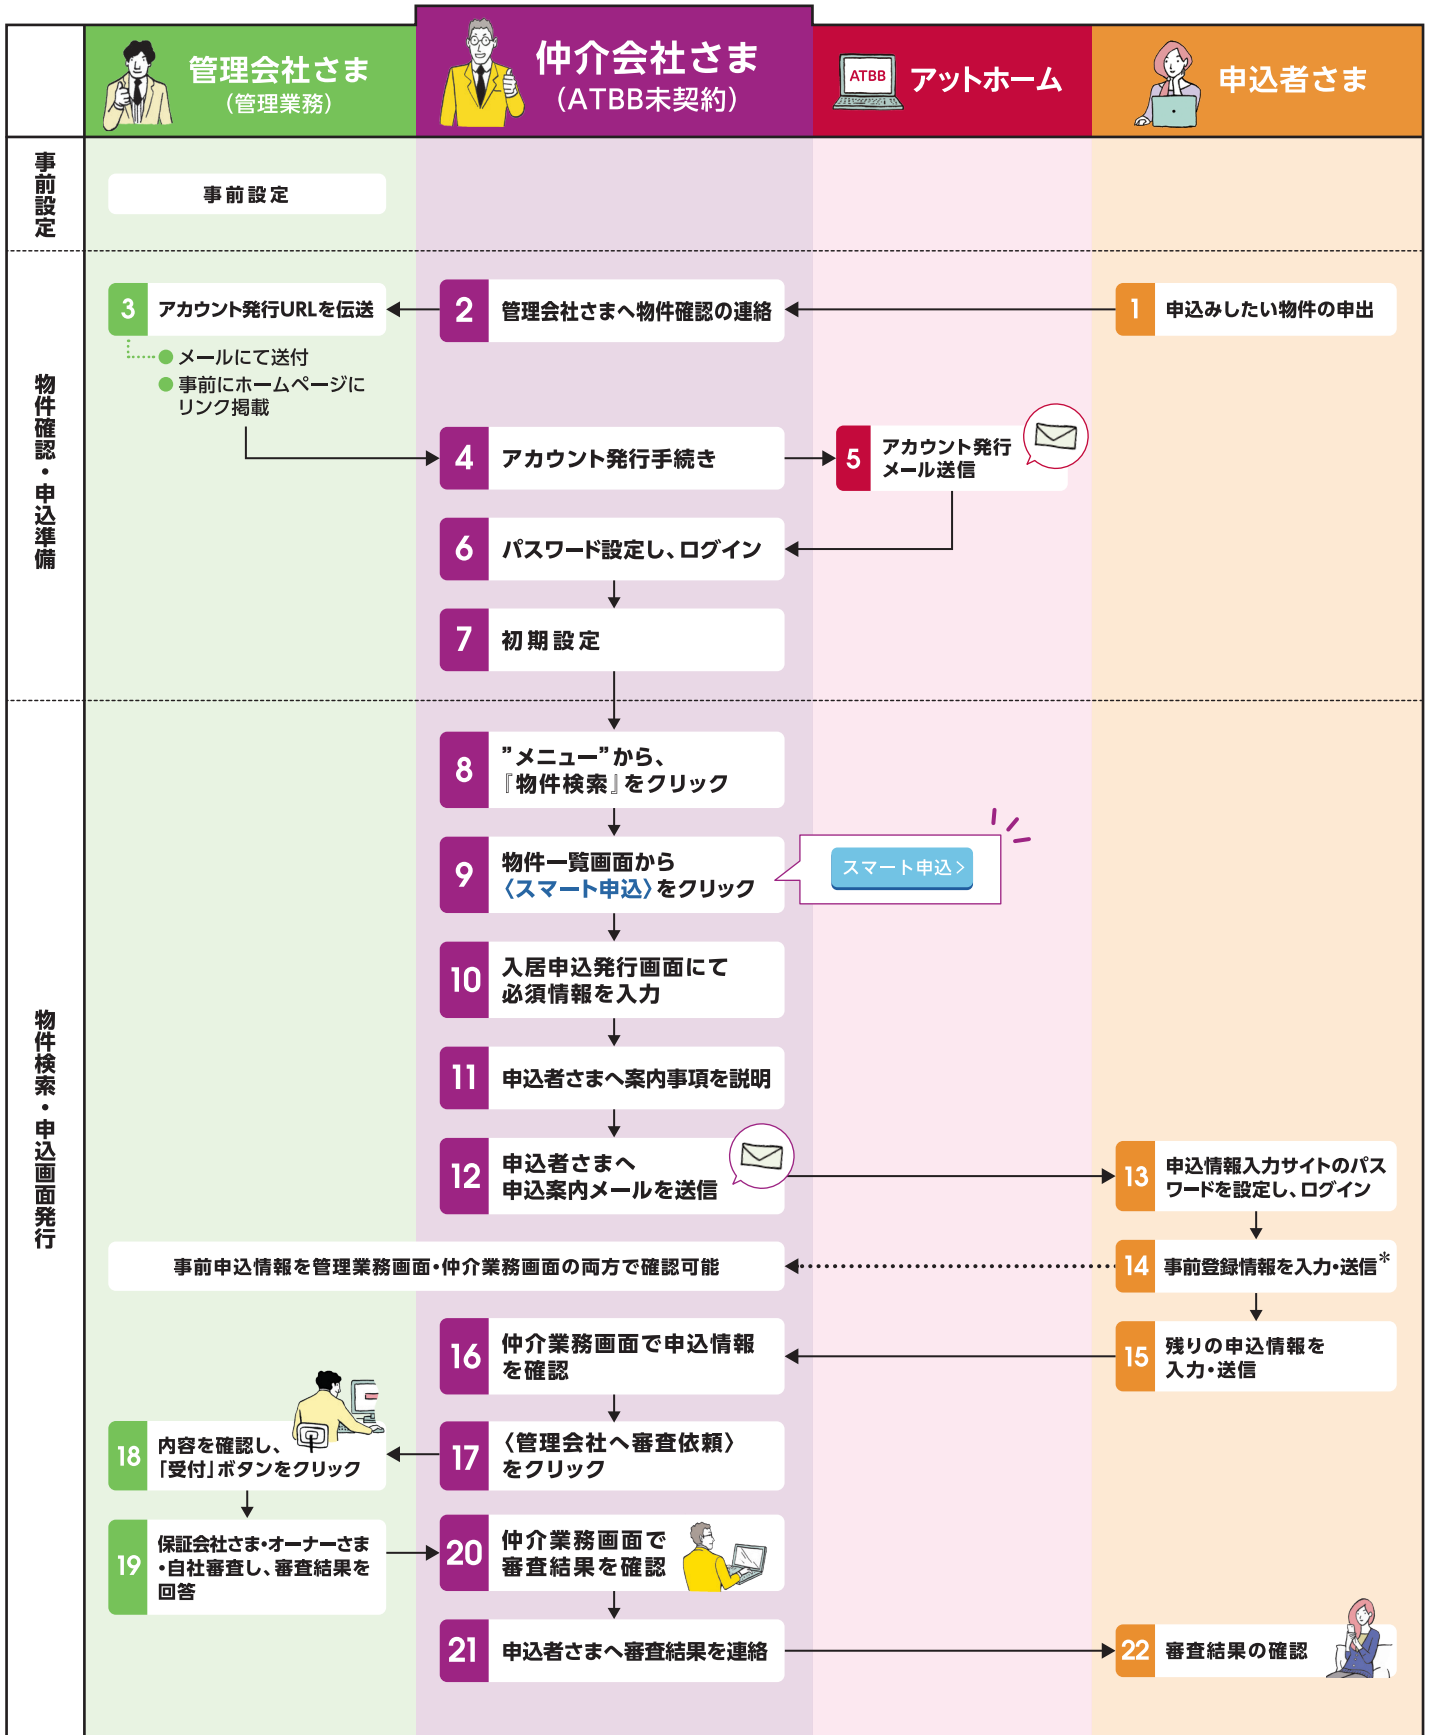 管理会社さま
（管理業務）
仲介会社さま
（ATBB未契約）
ATBB
アットホーム
申込者さま
事前設定
事前設定
物件確認・申込準備
1
申込みしたい物件の申出
2
管理会社さまへ物件確認の連絡
3
アカウント発行URLを伝送
● メールにて送付
● 事前にホームページに
リンク掲載
4
アカウント発行手続き
5
アカウント発行
メール送信
6
パスワード設定し、ログイン
7
初期設定
物件検索・申込画面発行
8
”メニュー”から、
『物件検索』をクリック
9
物件一覧画面から
〈スマート申込〉をクリック
スマート申込 >
10
入居申込発行画面にて
必須情報を入力
11
申込者さまへ案内事項を説明
12
申込者さまへ
申込案内メールを送信
13
申込情報入力サイトのパス
ワードを設定し、ログイン
14
事前登録情報を入力・送信＊
事前申込情報を管理業務画面・仲介業務画面の両方で確認可能
15
残りの申込情報を
入力・送信
16
仲介業務画面で申込情報
を確認
17
〈管理会社へ審査依頼〉
をクリック
18
内容を確認し、
「受付」ボタンをクリック
19
保証会社さま・オーナーさま
・自社審査し、審査結果を
回答
20
仲介業務画面で
審査結果を確認
21
申込者さまへ審査結果を連絡
22
審査結果の確認